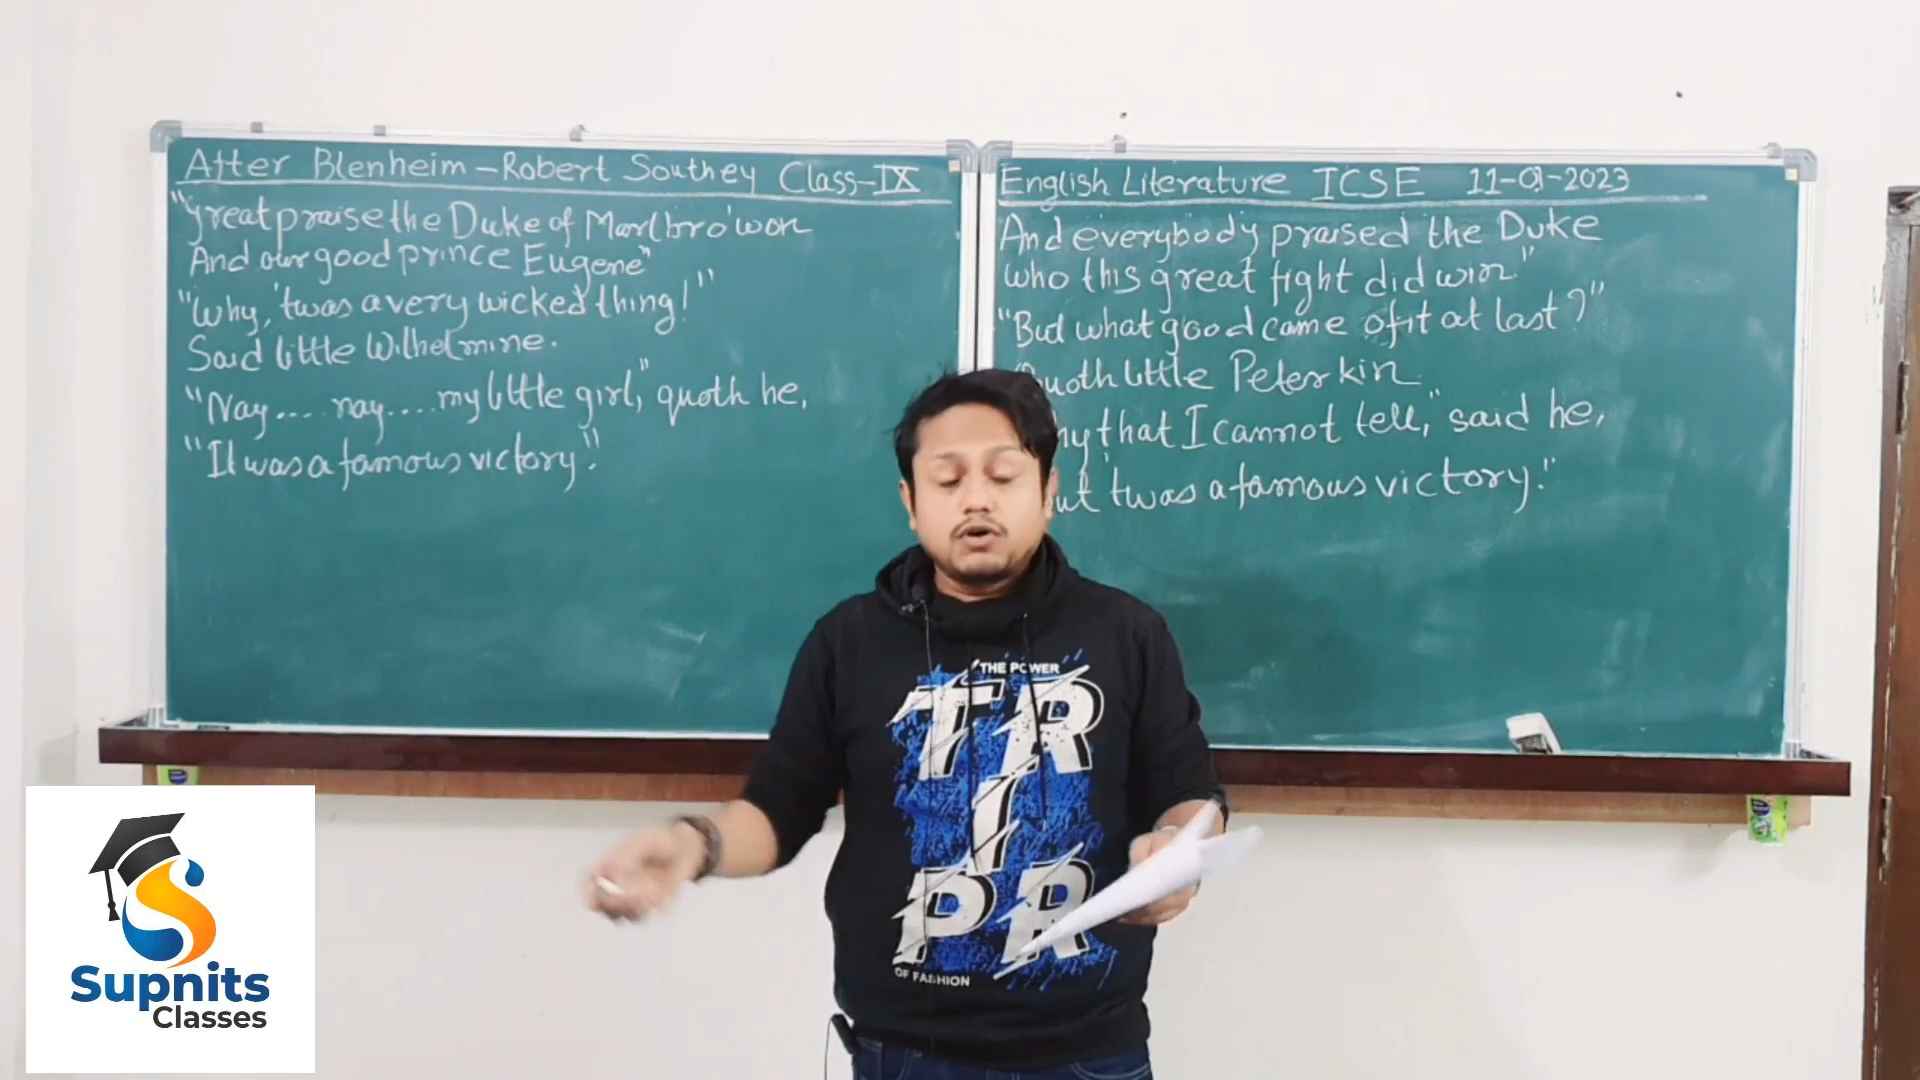 After Blenheim - Robert Southey Class-IX
"Great praise the Duke of Marlbro' won
And our good prince Eugene"
"Why, 'twas a very wicked thing!"
Said little Wilhelmine.
"Nay.... nay.... my little girl," quoth he,
"It was a famous victory."
English Literature ICSE 11-01-2023
And everybody praised the Duke
who this great fight did win."
"But what good came of it at last?"
Quoth little Peterkin
hy that I cannot tell," said he,
ut 'twas a famous victory."
THE POWER
TR
I
PR
OF FASHION
Supnits
Classes